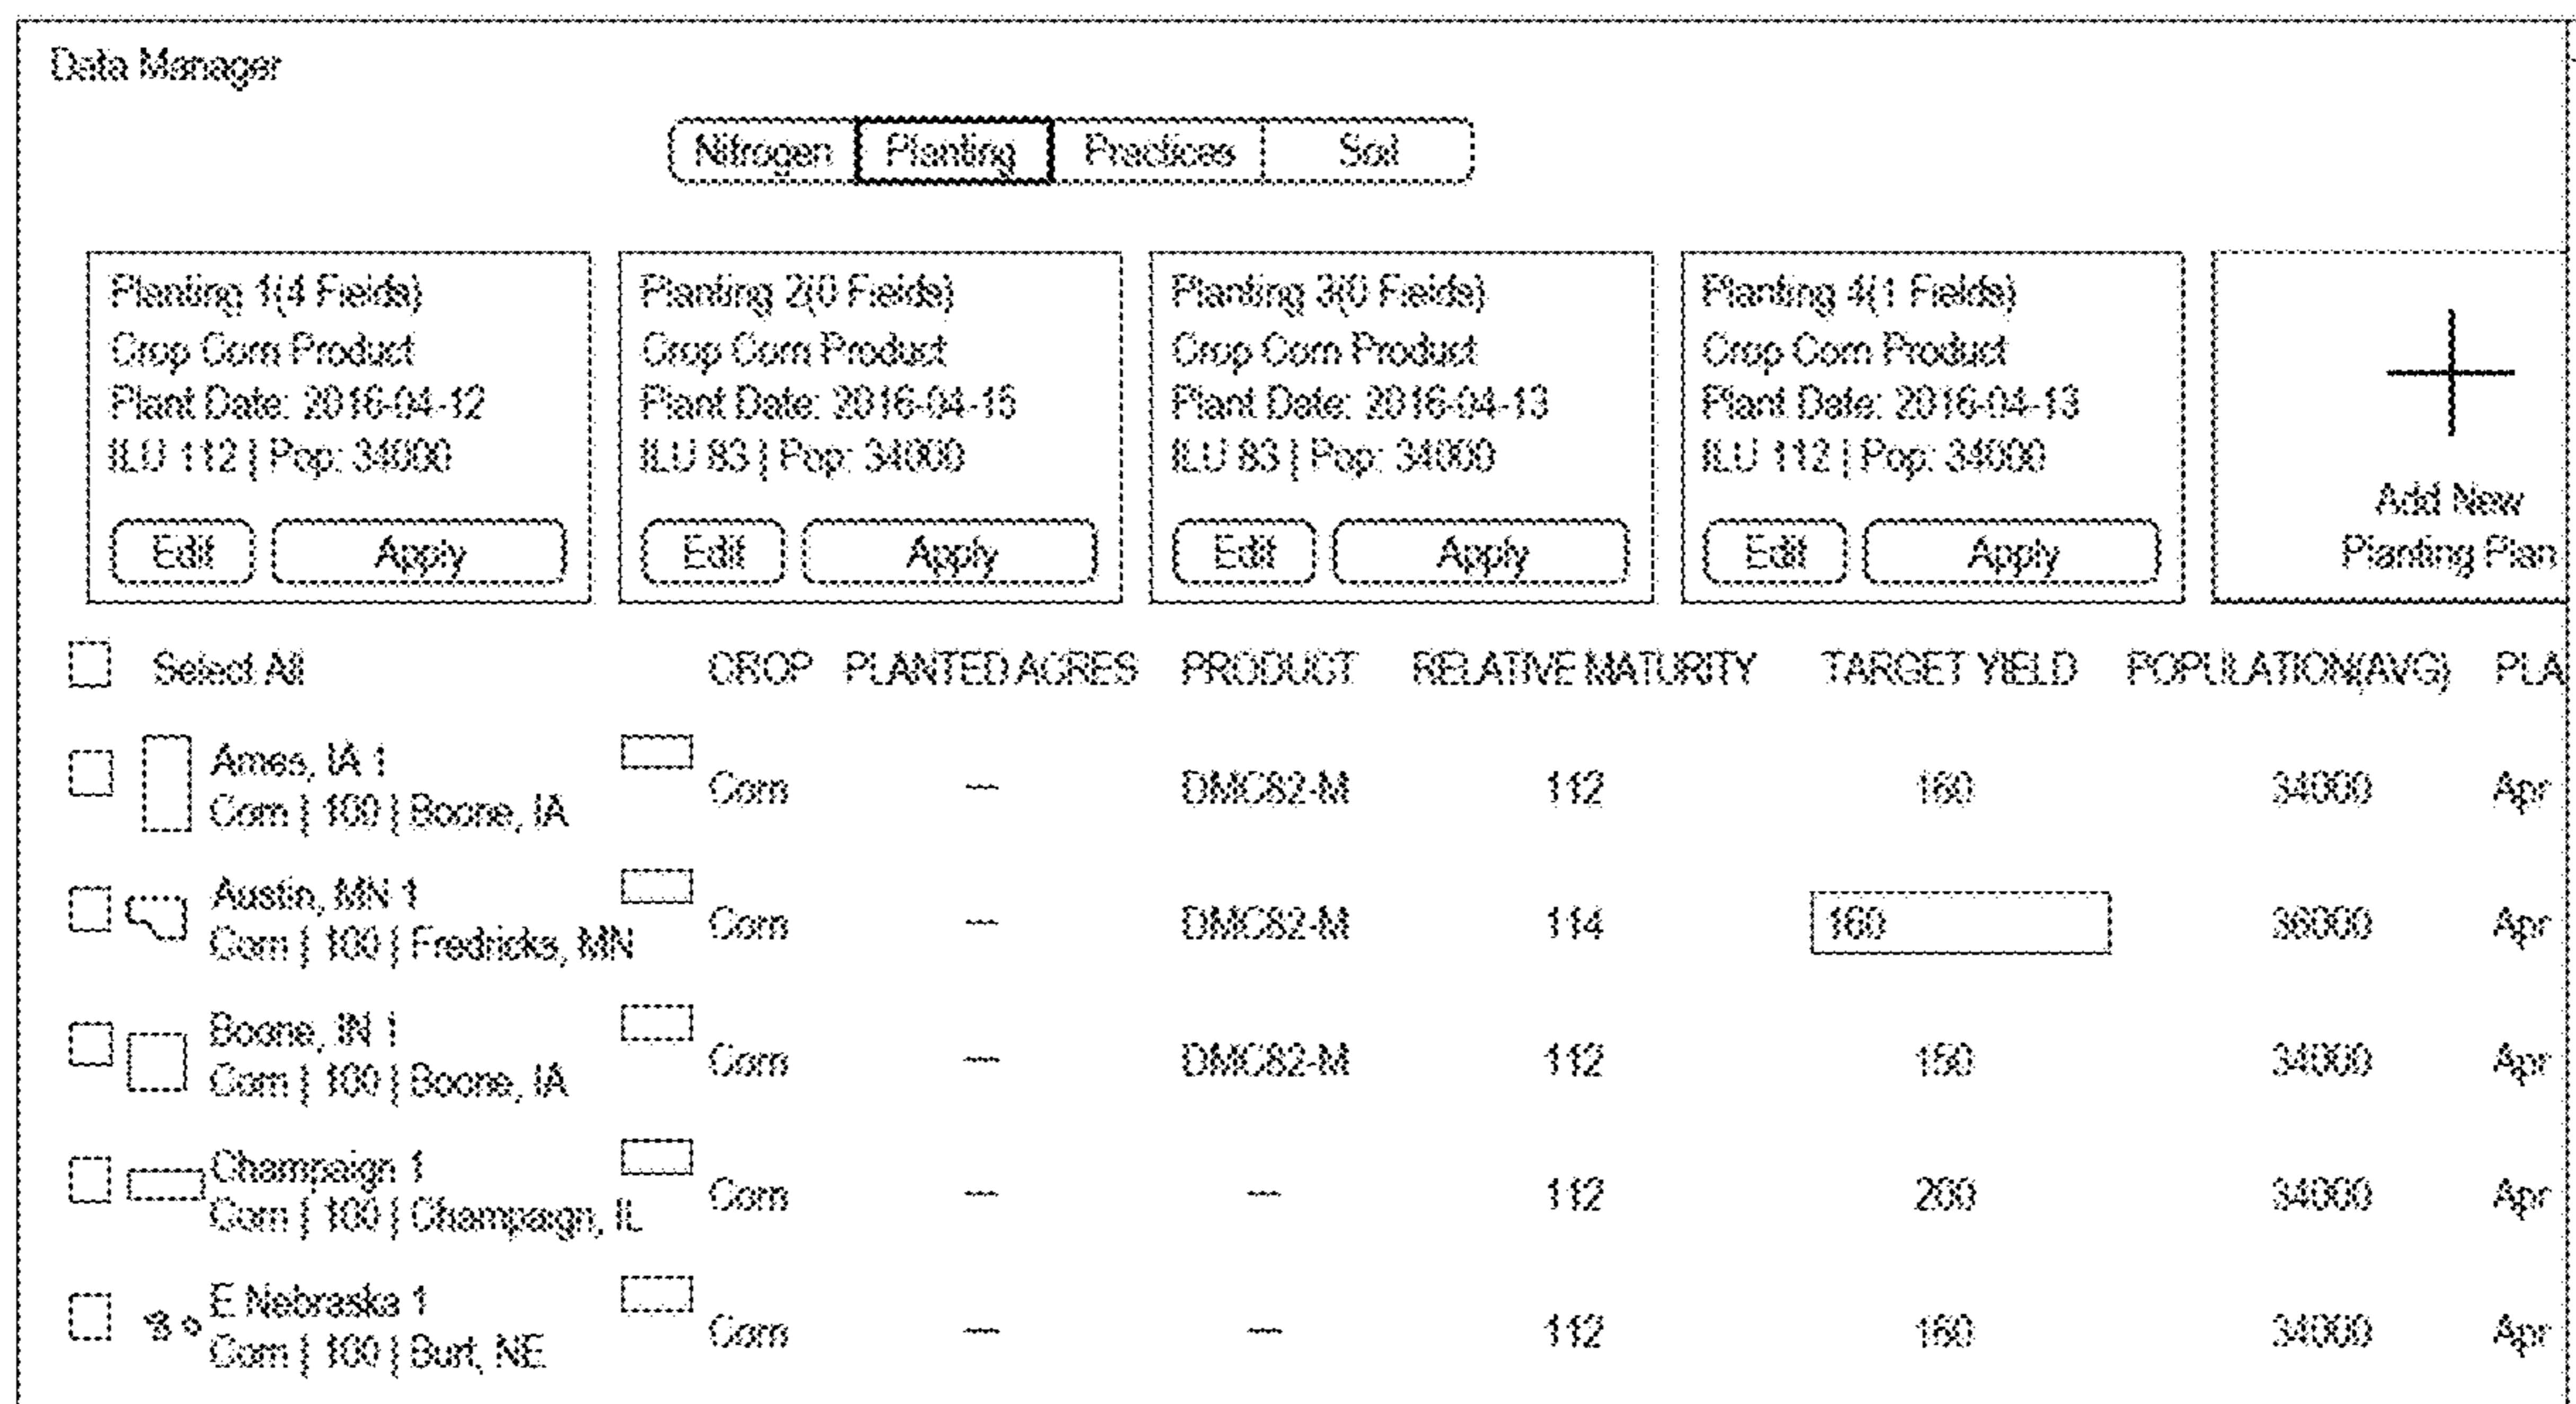 Data Manager
Nitrogen Planting Practices Soil
Planting 1(4 Fields)
Crop Corn Product
Plant Date: 2016-04-12
ILU 112 | Pop: 34000
Edit Apply
Planting 2(0 Fields)
Crop Corn Product
Plant Date: 2016-04-15
ILU 83 | Pop: 34000
Edit Apply
Planting 3(0 Fields)
Crop Corn Product
Plant Date: 2016-04-13
ILU 83 | Pop: 34000
Edit Apply
Planting 4(1 Fields)
Crop Corn Product
Plant Date: 2016-04-13
ILU 112 | Pop: 34000
Edit Apply
Add New
Planting Plan
Select All CROP PLANTED ACRES PRODUCT RELATIVE MATURITY TARGET YIELD POPULATION(AVG) PLA
Ames, IA 1
Corn | 100 | Boone, IA
Corn --- DMC82-M 112 160 34000 Apr
Austin, MN 1
Corn | 100 | Fredricks, MN
Corn --- DMC82-M 114 160 36000 Apr
Boone, IN 1
Corn | 100 | Boone, IA
Corn --- DMC82-M 112 150 34000 Apr
Champaign 1
Corn | 100 | Champaign, IL
Corn --- --- 112 200 34000 Apr
E Nebraska 1
Corn | 100 | Burt, NE
Corn --- --- 112 160 34000 Apr